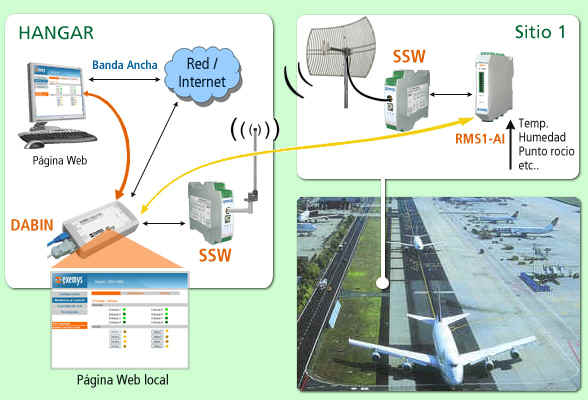 HANGAR
Banda Ancha
Red /
Internet
Página Web
DABIN
SSW
exemys
Página Web local
Sitio 1
SSW
RMS1-AI
Temp.
Humedad
Punto rocio
etc..